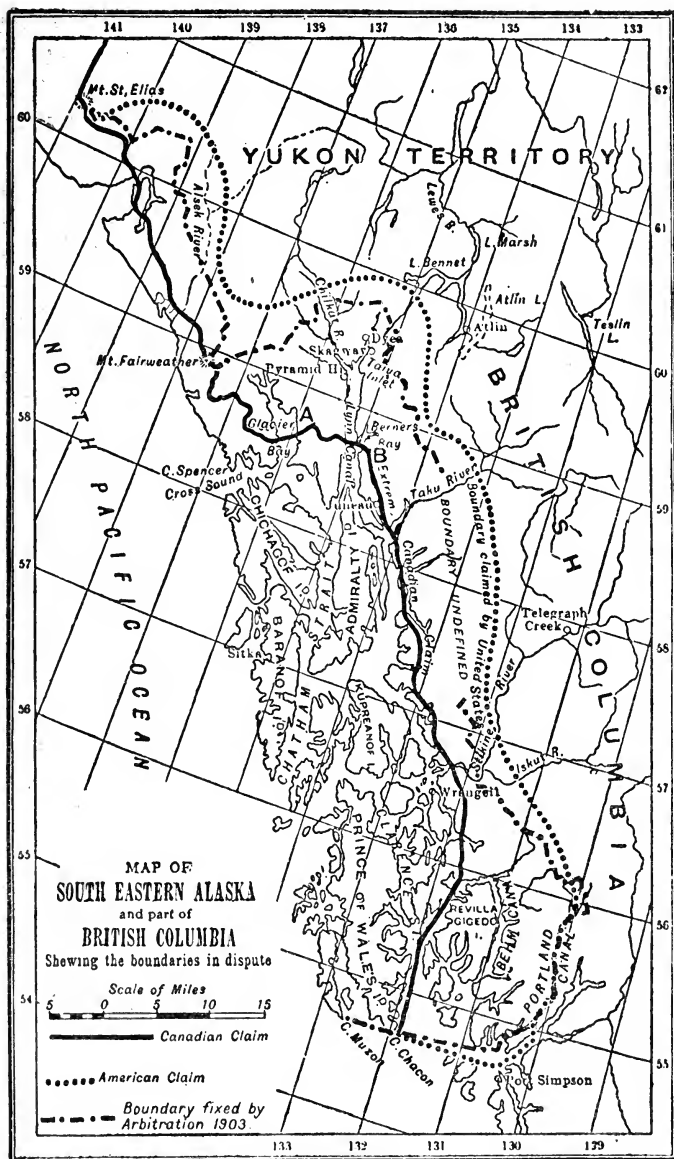 141 140 139 139 138 137 136 135 134 133
Mt. St. Elias
62
60
YUKON TERRITORY
Alsek River
Lewes R.
61
L. Marsh
L. Bennet
Atlin L.
59
Chilkut R.
Atlin
Teslin
L.
Dyea
Skagway
60
Mt. Fairweather
Pyramid H.
Taiya
Inlet
NORTH PACIFIC OCEAN
BRITISH COLUMBIA
58
A
Glacier
Bay
Lynn Canal
Berners
Bay
B
59
C. Spencer
Cross Sound
Extreme Canadian Claim
Taku River
Juneau
BOUNDARY UNDEFINED
Boundary claimed by United States
57
CHICHAGOF
I.
STRAIT
ADMIRALTY
I.
Telegraph
Creek
58
BARANOF
I.
Sitka
CHATHAM
River
56
KUPREANOF I.
Stikine
Iskut R.
Wrangell
57
CLARENCE
55
PRINCE OF WALES
I.
MAP OF
SOUTH EASTERN ALASKA
and part of
BRITISH COLUMBIA
Shewing the boundaries in dispute
REVILLA
GIGEDO
I.
BEHM CANAL
PORTLAND
CANAL
56
Scale of Miles
5 0 5 10 15
54
Canadian Claim
C. Muzon
C. Chacon
55
American Claim
Port Simpson
Boundary fixed by
Arbitration 1903.
133 132 131 130 129